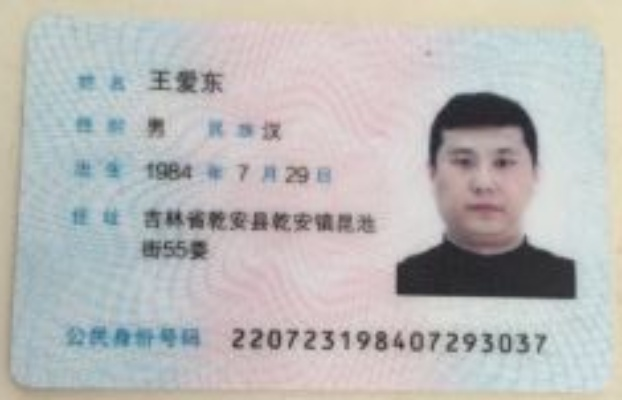 姓名 王爱东
性别 男 民族 汉
出生 1984 年 7 月 29 日
住址 吉林省乾安县乾安镇昆池
街55委
公民身份号码 220723198407293037